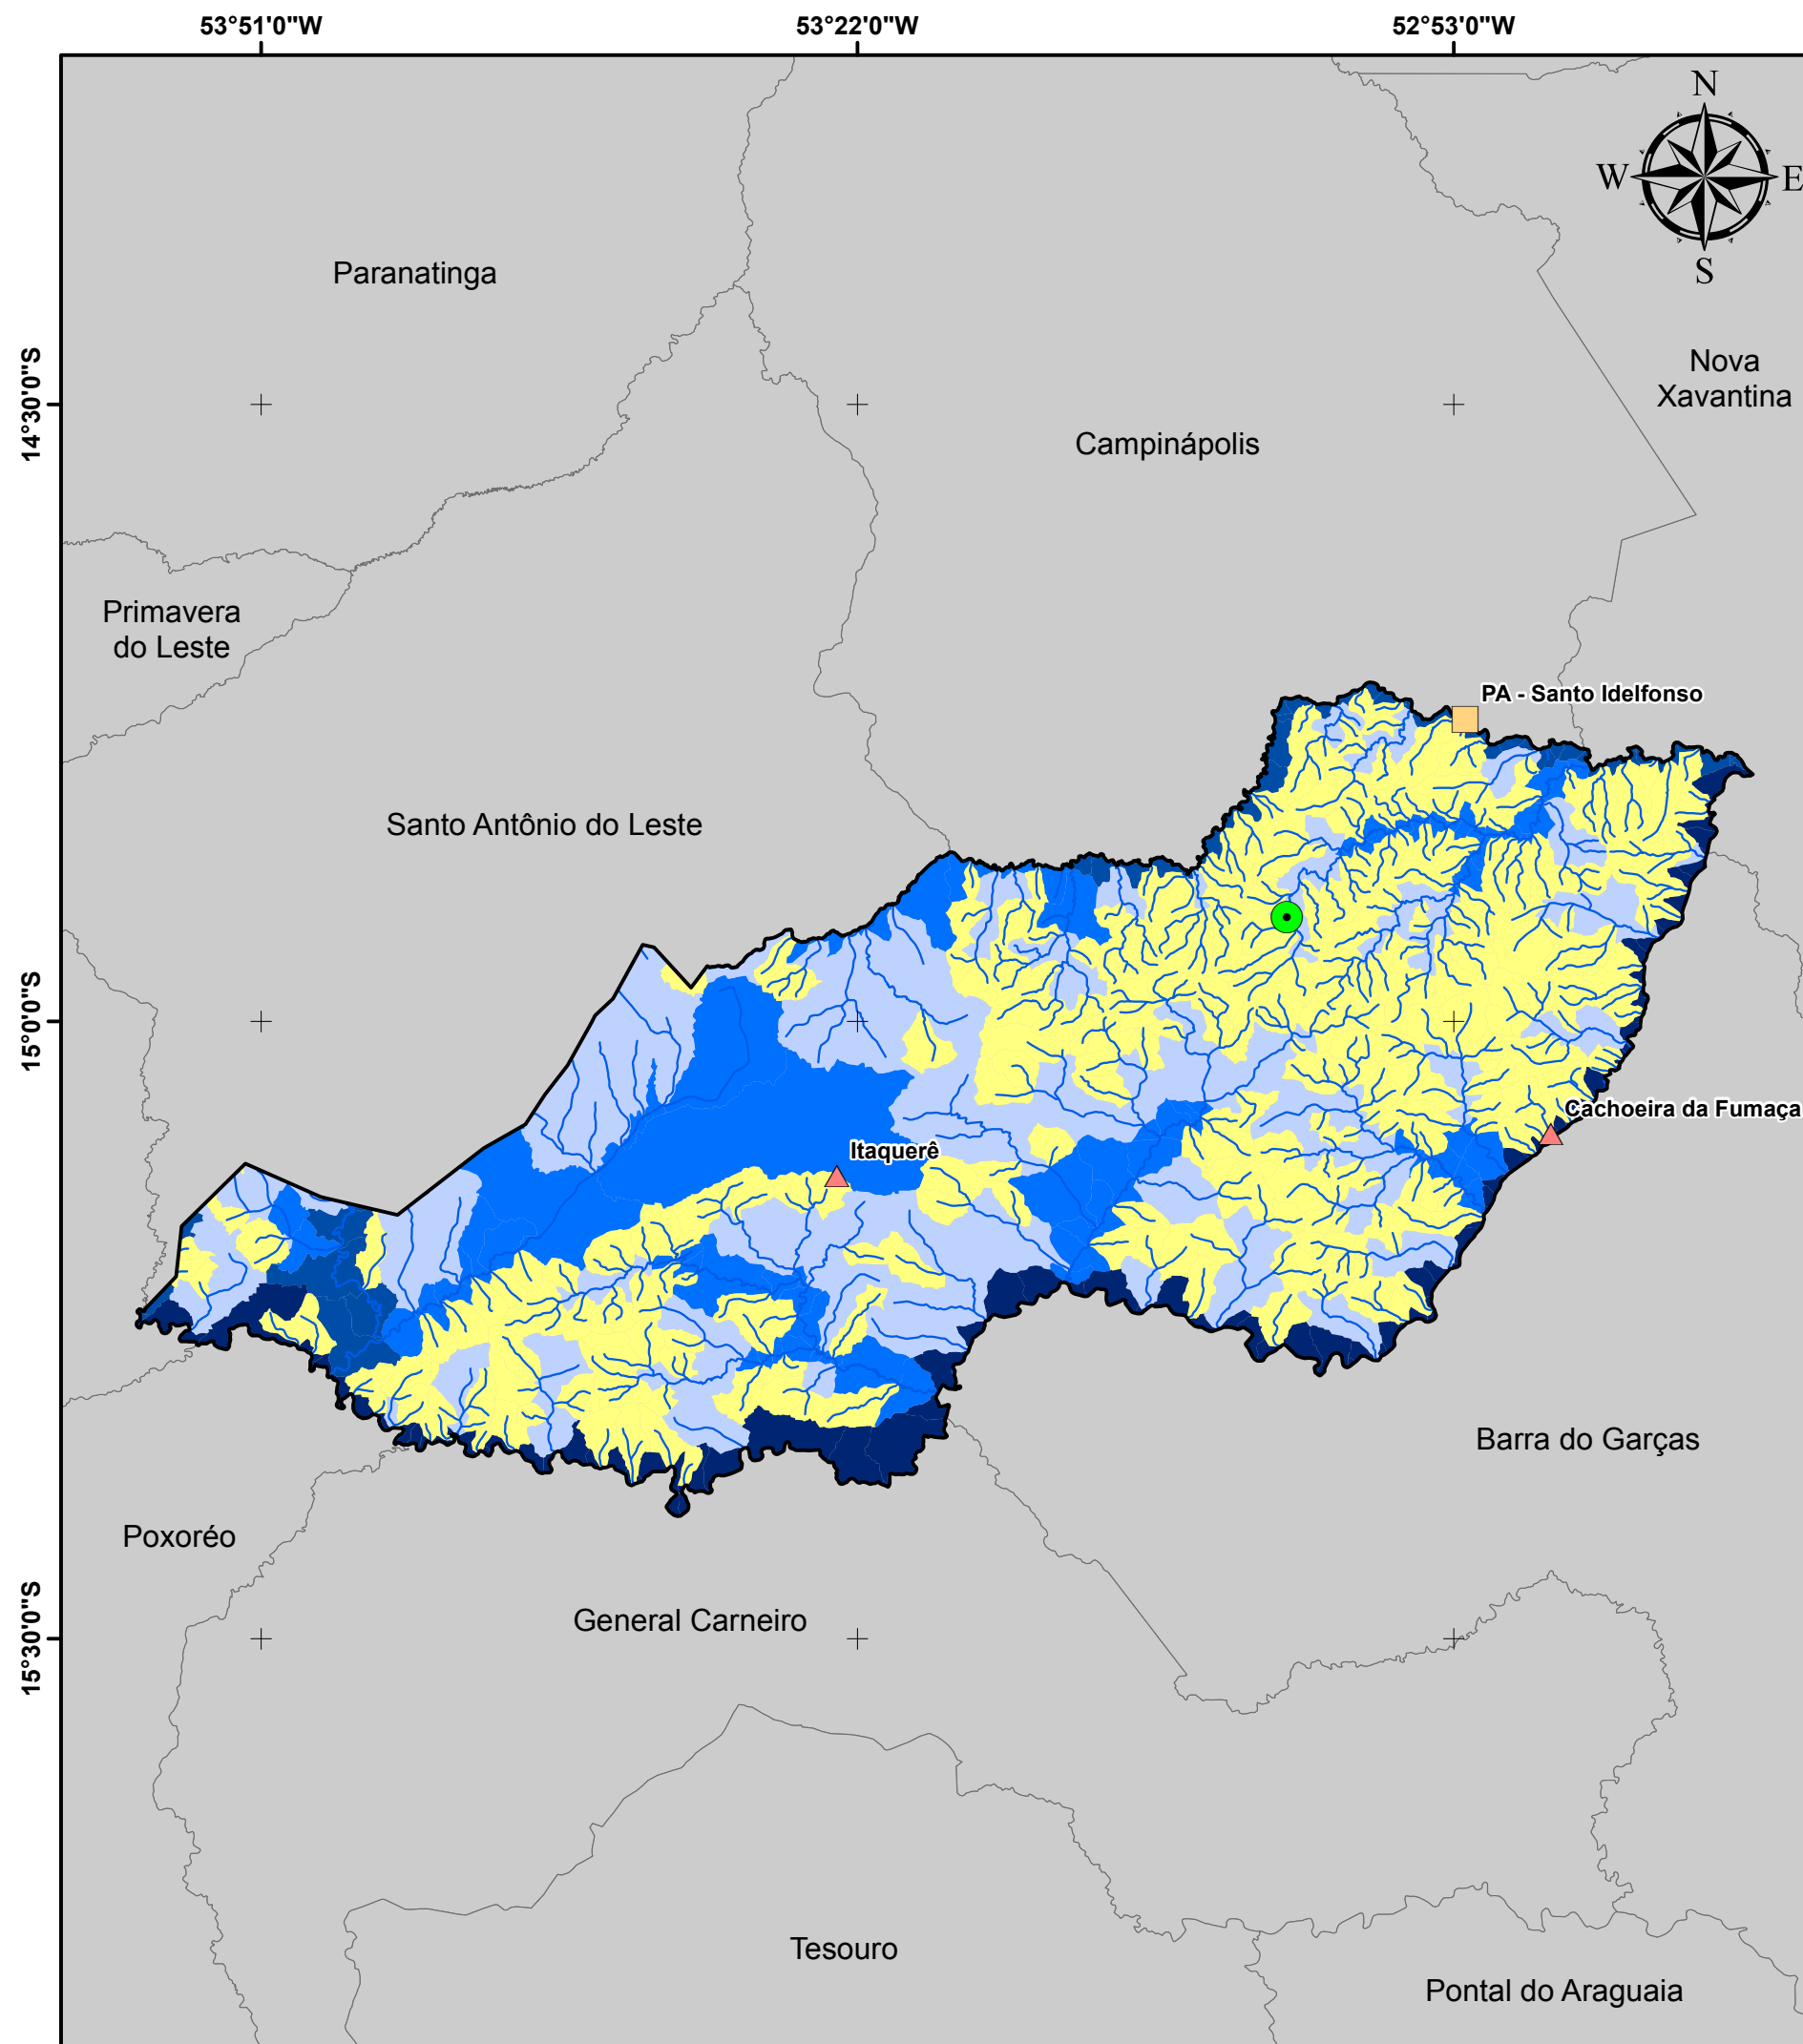 53°51'0"W
53°22'0"W
52°53'0"W
N
W
E
S
14°30'0"S
15°0'0"S
15°30'0"S
Paranatinga
Nova
Xavantina
Campinápolis
Primavera
do Leste
PA - Santo Idelfonso
Santo Antônio do Leste
Cachoeira da Fumaça
Itaquerê
Barra do Garças
Poxoréo
General Carneiro
Tesouro
Pontal do Araguaia